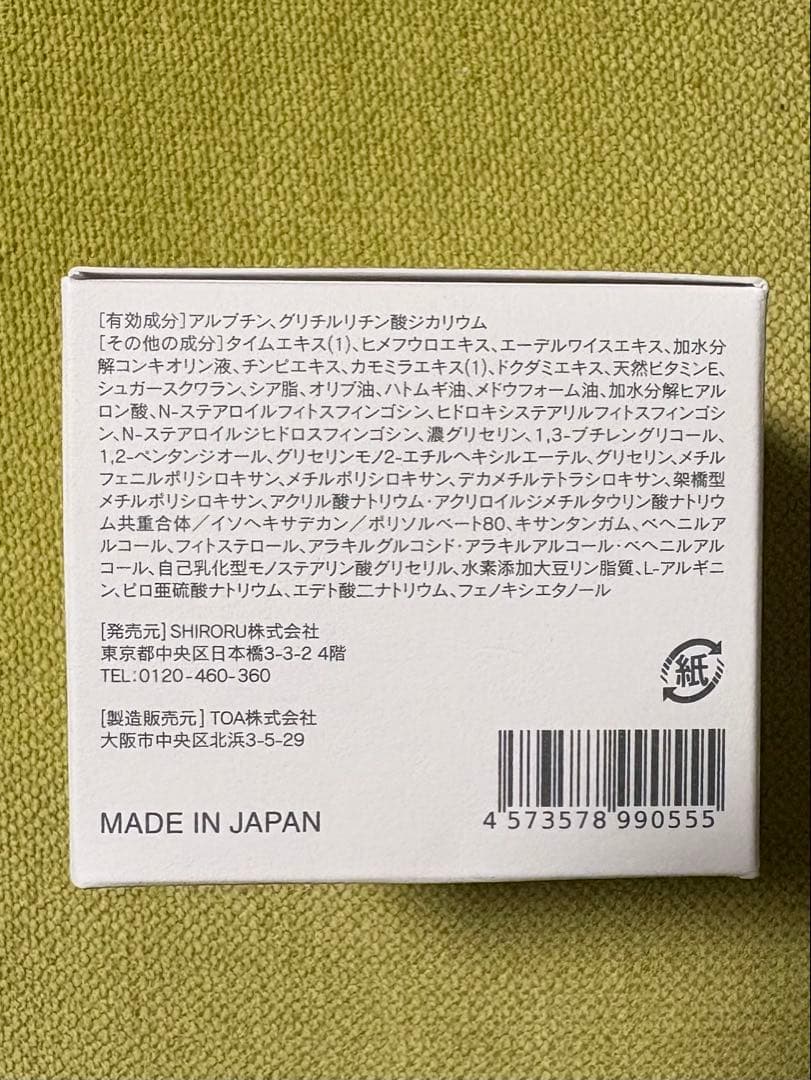 [有効成分]アルブチン、グリチルリチン酸ジカリウム
[その他の成分]タイムエキス(1)、ヒメフウロエキス、エーデルワイスエキス、加水分
解コンキオリン液、チンピエキス、カモミラエキス(1)、ドクダミエキス、天然ビタミンE、
シュガースクワラン、シア脂、オリブ油、ハトムギ油、メドウフォーム油、加水分解ヒアル
ロン酸、N-ステアロイルフィトスフィンゴシン、ヒドロキシステアリルフィトスフィンゴシ
ン、N-ステアロイルジヒドロスフィンゴシン、濃グリセリン、1,3-ブチレングリコール、
1,2-ペンタンジオール、グリセリンモノ2-エチルヘキシルエーテル、グリセリン、メチル
フェニルポリシロキサン、メチルポリシロキサン、デカメチルテトラシロキサン、架橋型
メチルポリシロキサン、アクリル酸ナトリウム・アクリロイルジメチルタウリン酸ナトリウ
ム共重合体／イソヘキサデカン／ポリソルベート80、キサンタンガム、ベヘニルア
ルコール、フィトステロール、アラキルグルコシド・アラキルアルコール・ベヘニルアル
コール、自己乳化型モノステアリン酸グリセリル、水素添加大豆リン脂質、L-アルギニ
ン、ピロ亜硫酸ナトリウム、エデト酸二ナトリウム、フェノキシエタノール
[発売元]SHIRORU株式会社
東京都中央区日本橋3-3-2 4階
TEL:0120-460-360
紙
[製造販売元]TOA株式会社
大阪市中央区北浜3-5-29
MADE IN JAPAN
4 573578 990555